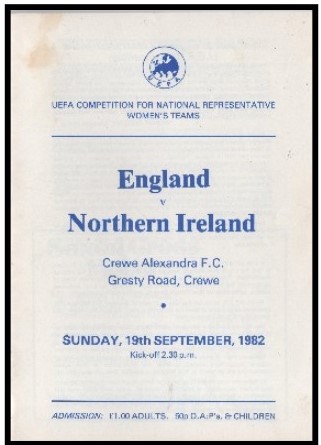 UEFA
UEFA COMPETITION FOR NATIONAL REPRESENTATIVE
WOMEN'S TEAMS
England
v
Northern Ireland
Crewe Alexandra F.C.
Gresty Road, Crewe
•
SUNDAY, 19th SEPTEMBER, 1982
Kick-off 2.30 p.m.
ADMISSION: £1.00 ADULTS. 50p O.A.P's. & CHILDREN